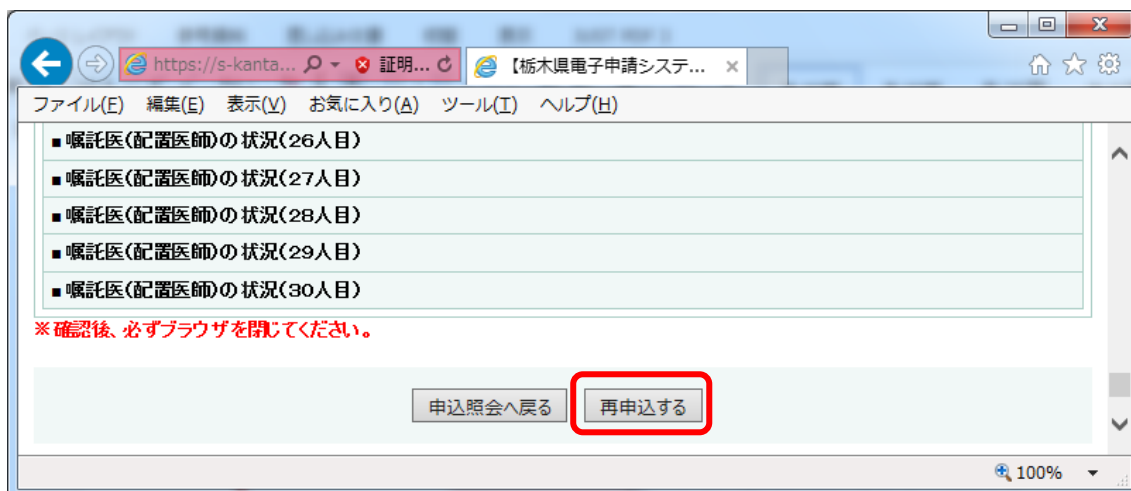 https://s-kanta... 証明... 【栃木県電子申請システ...
ファイル(F) 編集(E) 表示(V) お気に入り(A) ツール(T) ヘルプ(H)
■嘱託医(配置医師)の状況(26人目)
■嘱託医(配置医師)の状況(27人目)
■嘱託医(配置医師)の状況(28人目)
■嘱託医(配置医師)の状況(29人目)
■嘱託医(配置医師)の状況(30人目)
※確認後、必ずブラウザを閉じてください。
申込照会へ戻る 再申込する
100%